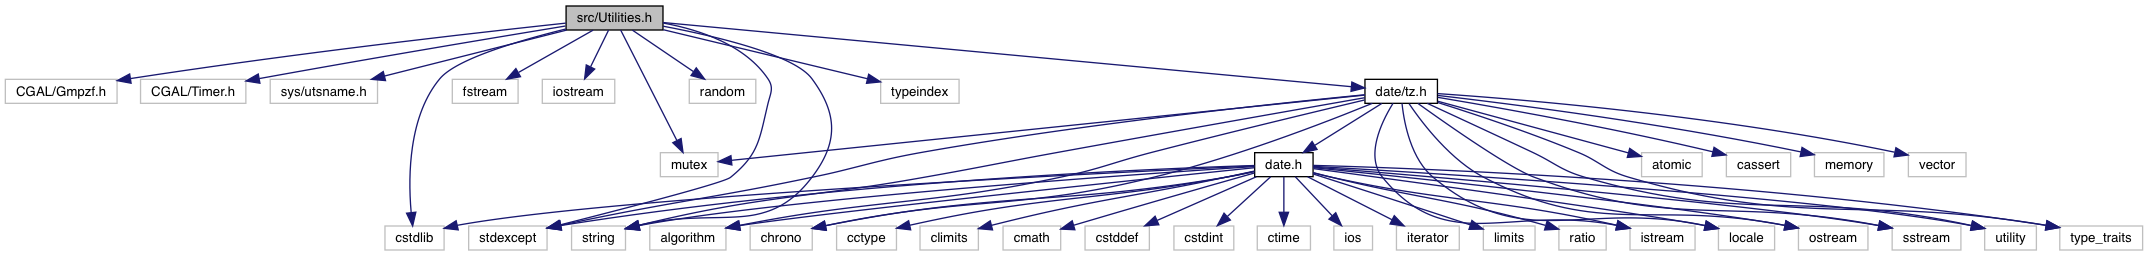 src/Utilities.h
CGAL/Gmpzf.h
CGAL/Timer.h
sys/utsname.h
fstream
iostream
random
typeindex
date/tz.h
mutex
date.h
atomic
cassert
memory
vector
cstdlib
stdexcept
string
algorithm
chrono
cctype
climits
cmath
cstddef
cstdint
ctime
ios
iterator
limits
ratio
istream
locale
ostream
sstream
utility
type_traits